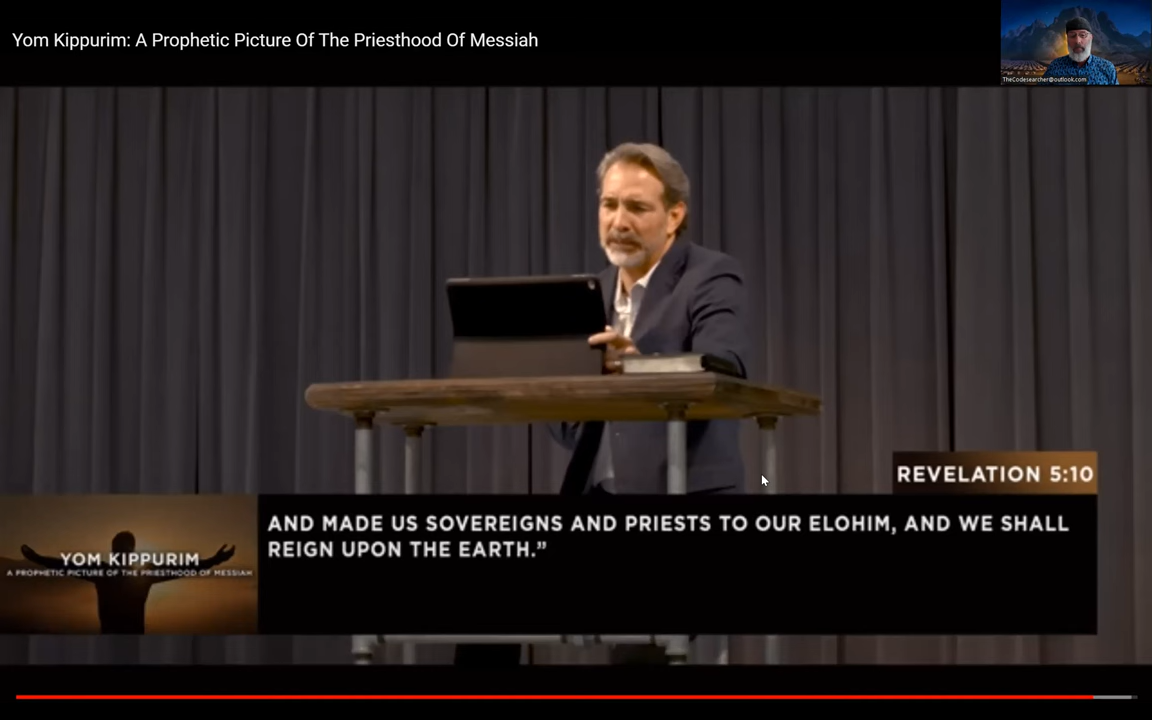 Yom Kippurim: A Prophetic Picture Of The Priesthood Of Messiah
TheCodesearcher@outlook.com
REVELATION 5:10
AND MADE US SOVEREIGNS AND PRIESTS TO OUR ELOHIM, AND WE SHALL
REIGN UPON THE EARTH.”
YOM KIPPURIM
A PROPHETIC PICTURE OF THE PRIESTHOOD OF MESSIAH